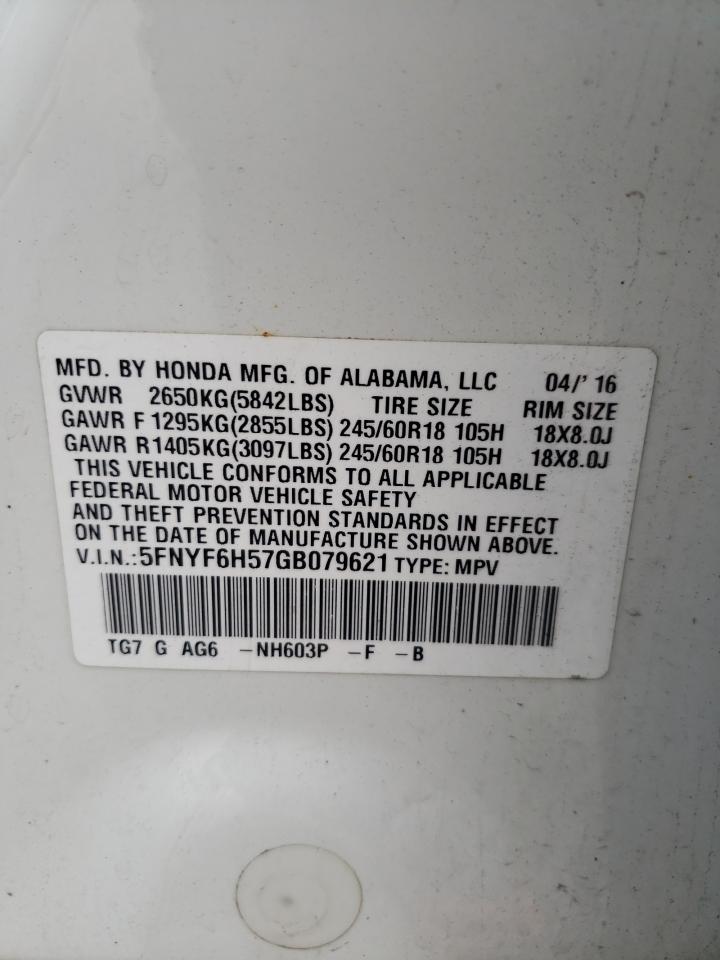 MFD. BY HONDA MFG. OF ALABAMA, LLC 04/' 16
GVWR 2650KG(5842LBS) TIRE SIZE RIM SIZE
GAWR F 1295KG(2855LBS) 245/60R18 105H 18X8.0J
GAWR R1405KG(3097LBS) 245/60R18 105H 18X8.0J
THIS VEHICLE CONFORMS TO ALL APPLICABLE
FEDERAL MOTOR VEHICLE SAFETY
AND THEFT PREVENTION STANDARDS IN EFFECT
ON THE DATE OF MANUFACTURE SHOWN ABOVE.
V.I.N.:5FNYF6H57GB079621 TYPE: MPV
TG7 G AG6 -NH603P -F -B